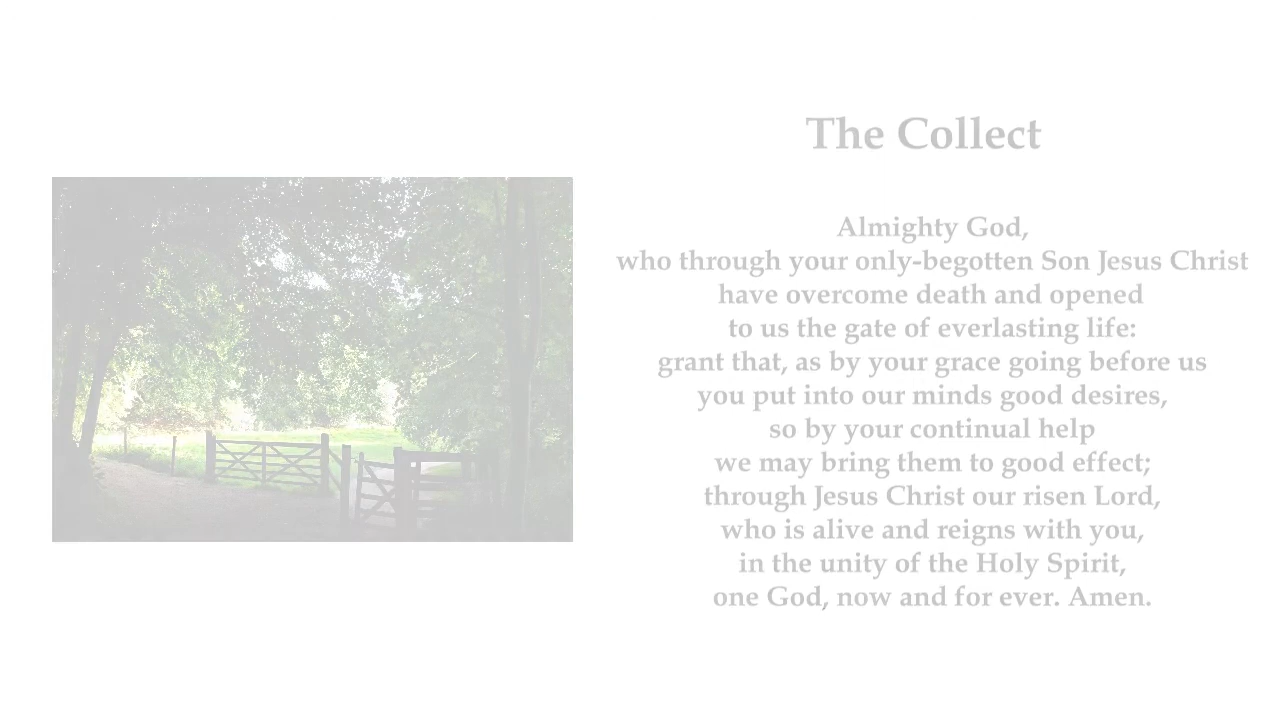 The Collect
Almighty God,
who through your only-begotten Son Jesus Christ
have overcome death and opened
to us the gate of everlasting life:
grant that, as by your grace going before us
you put into our minds good desires,
so by your continual help
we may bring them to good effect;
through Jesus Christ our risen Lord,
who is alive and reigns with you,
in the unity of the Holy Spirit,
one God, now and for ever. Amen.